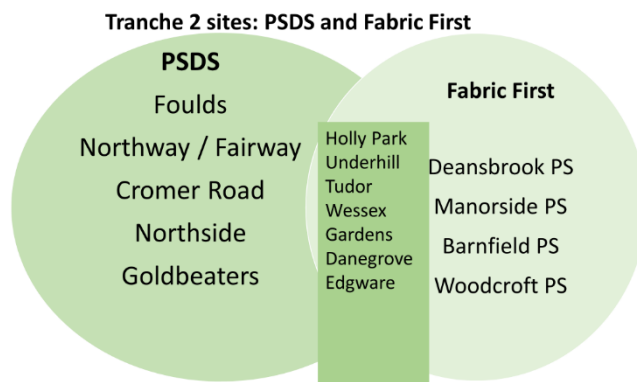 Tranche 2 sites: PSDS and Fabric First
PSDS
Foulds
Northway / Fairway
Cromer Road
Northside
Goldbeaters
Holly Park
Underhill
Tudor
Wessex
Gardens
Danegrove
Edgware
Fabric First
Deansbrook PS
Manorside PS
Barnfield PS
Woodcroft PS